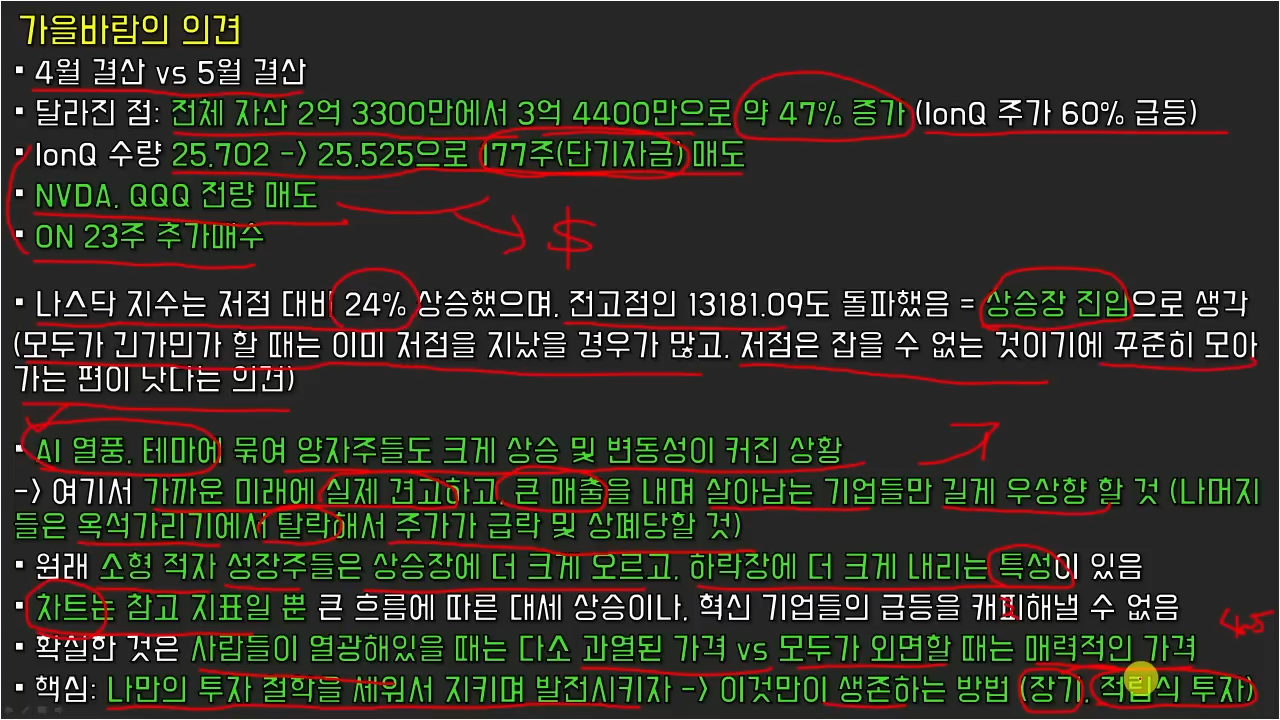 가을바람의 의견
▪ 4월 결산 vs 5월 결산
▪ 달라진 점: 전체 자산 2억 3300만에서 3억 4400만으로 약 47% 증가 (IonQ 주가 60% 급등)
▪ IonQ 수량 25,702 -> 25,525으로 177주(단기자금) 매도
▪ NVDA, QQQ 전량 매도
$
▪ ON 23주 추가매수
▪ 나스닥 지수는 저점 대비 24% 상승했으며, 전고점인 13181.09도 돌파했음 = 상승장 진입으로 생각
(모두가 긴가민가 할 때는 이미 저점을 지났을 경우가 많고, 저점은 잡을 수 없는 것이기에 꾸준히 모아
가는 편이 낫다는 의견)
▪ AI 열풍, 테마에 묶여 양자주들도 크게 상승 및 변동성이 커진 상황
-> 여기서 가까운 미래에 실제 견고하고, 큰 매출을 내며 살아남는 기업들만 길게 우상향 할 것 (나머지
들은 옥석가리기에서 탈락해서 주가가 급락 및 상폐당할 것)
▪ 원래 소형 적자 성장주들은 상승장에 더 크게 오르고, 하락장에 더 크게 내리는 특성이 있음
▪ 차트는 참고 지표일 뿐 큰 흐름에 따른 대세 상승이나, 혁신 기업들의 급등을 캐피해낼 수 없음
▪ 확실한 것은 사람들이 열광해있을 때는 다소 과열된 가격 vs 모두가 외면할 때는 매력적인 가격
▪ 핵심: 나만의 투자 철학을 세워서 지키며 발전시키자 -> 이것만이 생존하는 방법 (장기, 적립식 투자)